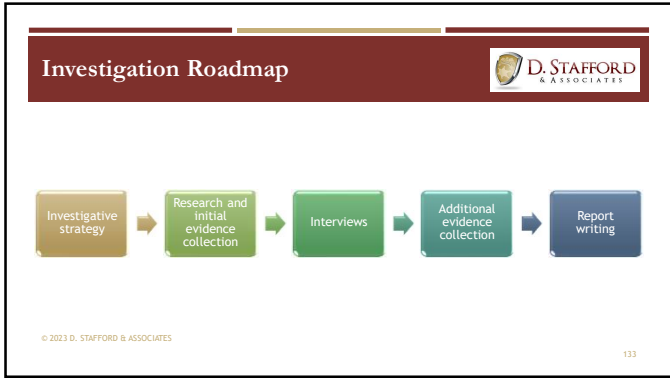 Investigation Roadmap
D. STAFFORD
& ASSOCIATES
Investigative
strategy
Research and
initial
evidence
collection
Interviews
Additional
evidence
collection
Report
writing
© 2023 D. STAFFORD & ASSOCIATES
133